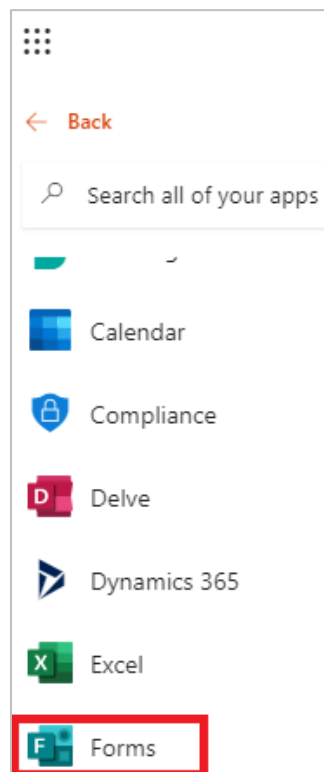 Back
Search all of your apps
Calendar
Compliance
D Delve
Dynamics 365
X Excel
F Forms